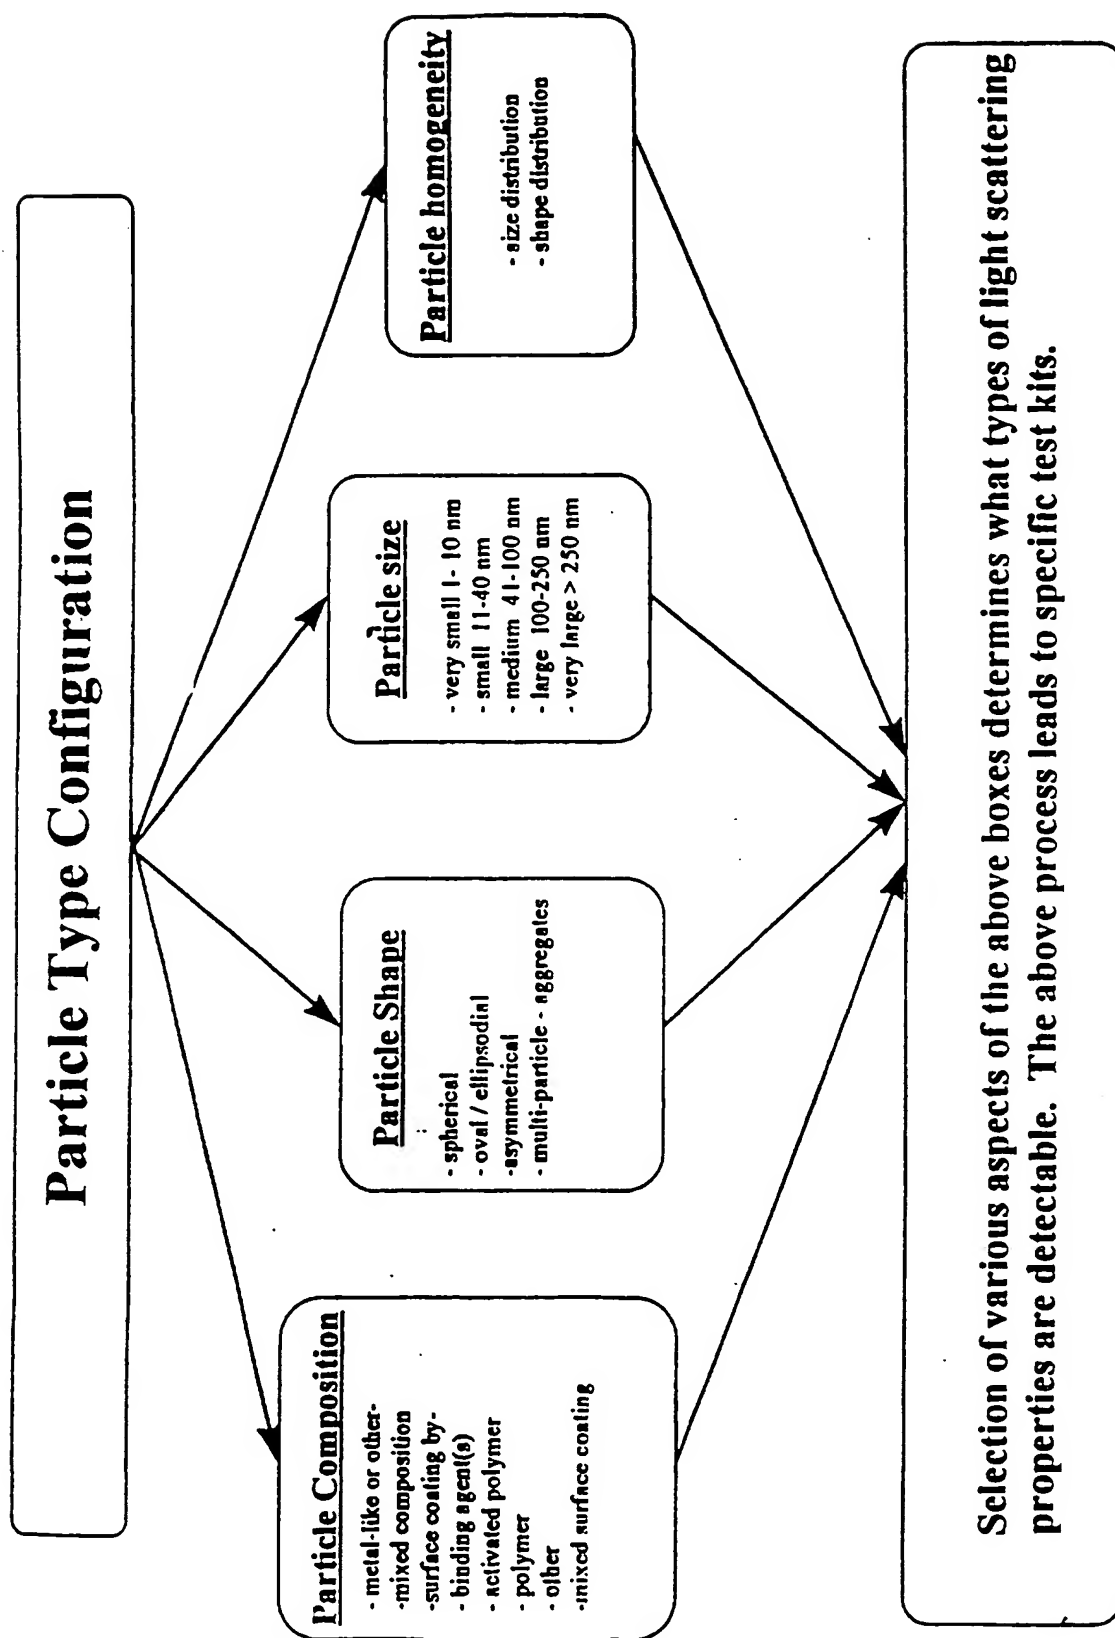 Particle Type Configuration
Particle Composition
- metal-like or other-
-mixed composition
-surface coating by-
- binding agent(s)
- activated polymer
- polymer
- other
-mixed surface coating
Particle Shape
- spherical
- oval / ellipsodial
-asymmetrical
- multi-particle - aggregates
Particle size
- very small 1- 10 nm
- small 11-40 nm
- medium 41-100 nm
- large 100-250 nm
- very large > 250 nm
Particle homogeneity
- size distribution
- shape distribution
Selection of various aspects of the above boxes determines what types of light scattering
properties are detectable. The above process leads to specific test kits.